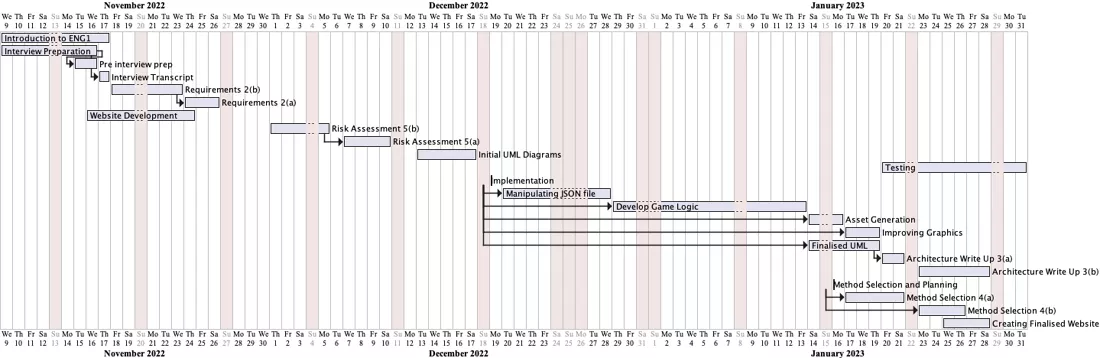 November 2022 December 2022 January 2023
We Th Fr Sa Su Mo Tu We Th Fr Sa Su Mo Tu We Th Fr Sa Su Mo Tu We Th Fr Sa Su Mo Tu We Th Fr Sa Su Mo Tu We Th Fr Sa Su Mo Tu We Th Fr Sa Su Mo Tu We Th Fr Sa Su Mo Tu We Th Fr Sa Su Mo Tu We Th Fr Sa Su Mo Tu We Th Fr Sa Su Mo Tu We Th Fr Sa Su Mo Tu
9 10 11 12 13 14 15 16 17 18 19 20 21 22 23 24 25 26 27 28 29 30 1 2 3 4 5 6 7 8 9 10 11 12 13 14 15 16 17 18 19 20 21 22 23 24 25 26 27 28 29 30 31 1 2 3 4 5 6 7 8 9 10 11 12 13 14 15 16 17 18 19 20 21 22 23 24 25 26 27 28 29 30 31
Introduction to ENG1
Interview Preparation
Pre interview prep
Interview Transcript
Requirements 2(b)
Requirements 2(a)
Website Development
Risk Assessment 5(b)
Risk Assessment 5(a)
Initial UML Diagrams
Testing
Implementation
Manipulating JSON file
Develop Game Logic
Asset Generation
Improving Graphics
Finalised UML
Architecture Write Up 3(a)
Architecture Write Up 3(b)
Method Selection and Planning
Method Selection 4(a)
Method Selection 4(b)
Creating Finalised Website
We Th Fr Sa Su Mo Tu We Th Fr Sa Su Mo Tu We Th Fr Sa Su Mo Tu We Th Fr Sa Su Mo Tu We Th Fr Sa Su Mo Tu We Th Fr Sa Su Mo Tu We Th Fr Sa Su Mo Tu We Th Fr Sa Su Mo Tu We Th Fr Sa Su Mo Tu We Th Fr Sa Su Mo Tu We Th Fr Sa Su Mo Tu We Th Fr Sa Su Mo Tu
9 10 11 12 13 14 15 16 17 18 19 20 21 22 23 24 25 26 27 28 29 30 1 2 3 4 5 6 7 8 9 10 11 12 13 14 15 16 17 18 19 20 21 22 23 24 25 26 27 28 29 30 31 1 2 3 4 5 6 7 8 9 10 11 12 13 14 15 16 17 18 19 20 21 22 23 24 25 26 27 28 29 30 31
November 2022 December 2022 January 2023